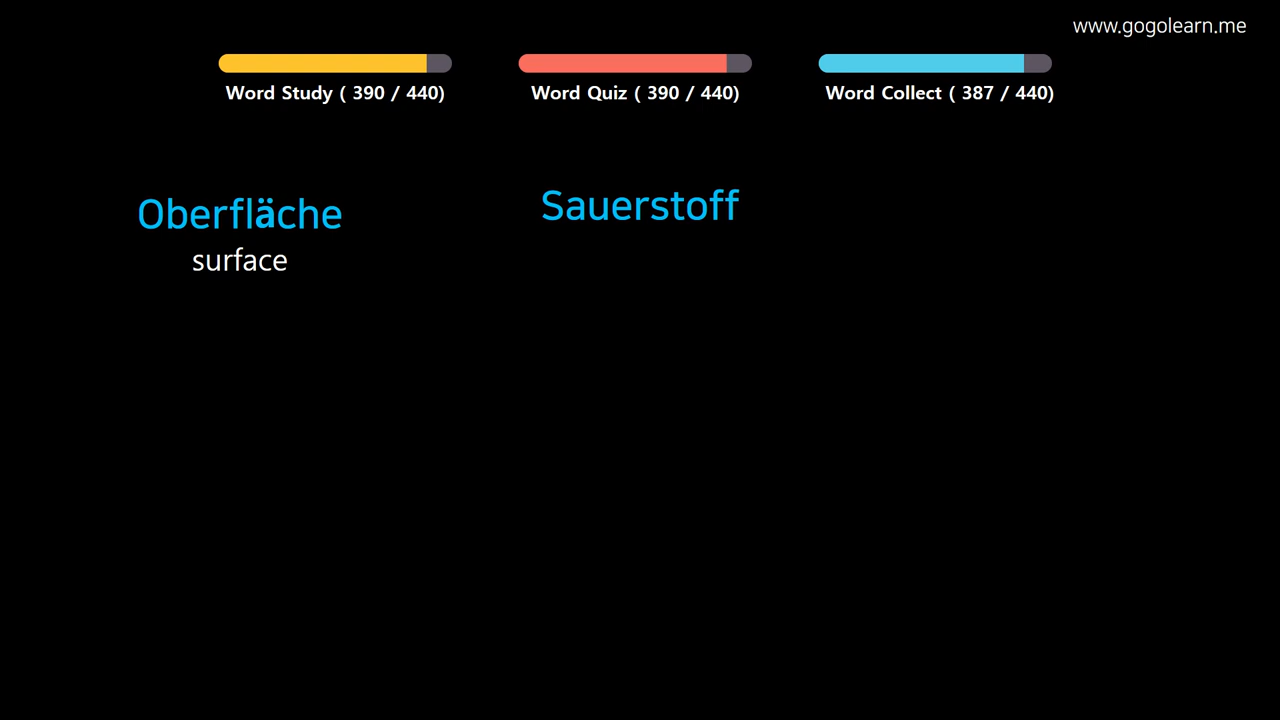 www.gogolearn.me
Word Study ( 390 / 440)
Word Quiz ( 390 / 440)
Word Collect ( 387 / 440)
Oberfläche
surface
Sauerstoff